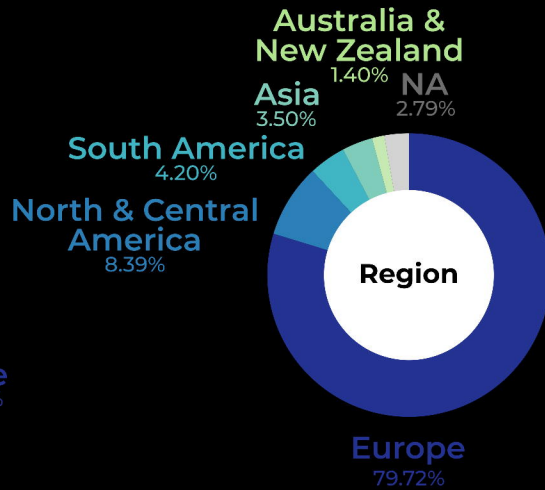 Australia &
New Zealand
1.40%
NA
2.79%
Asia
3.50%
South America
4.20%
North & Central
America
8.39%
Region
Europe
79.72%